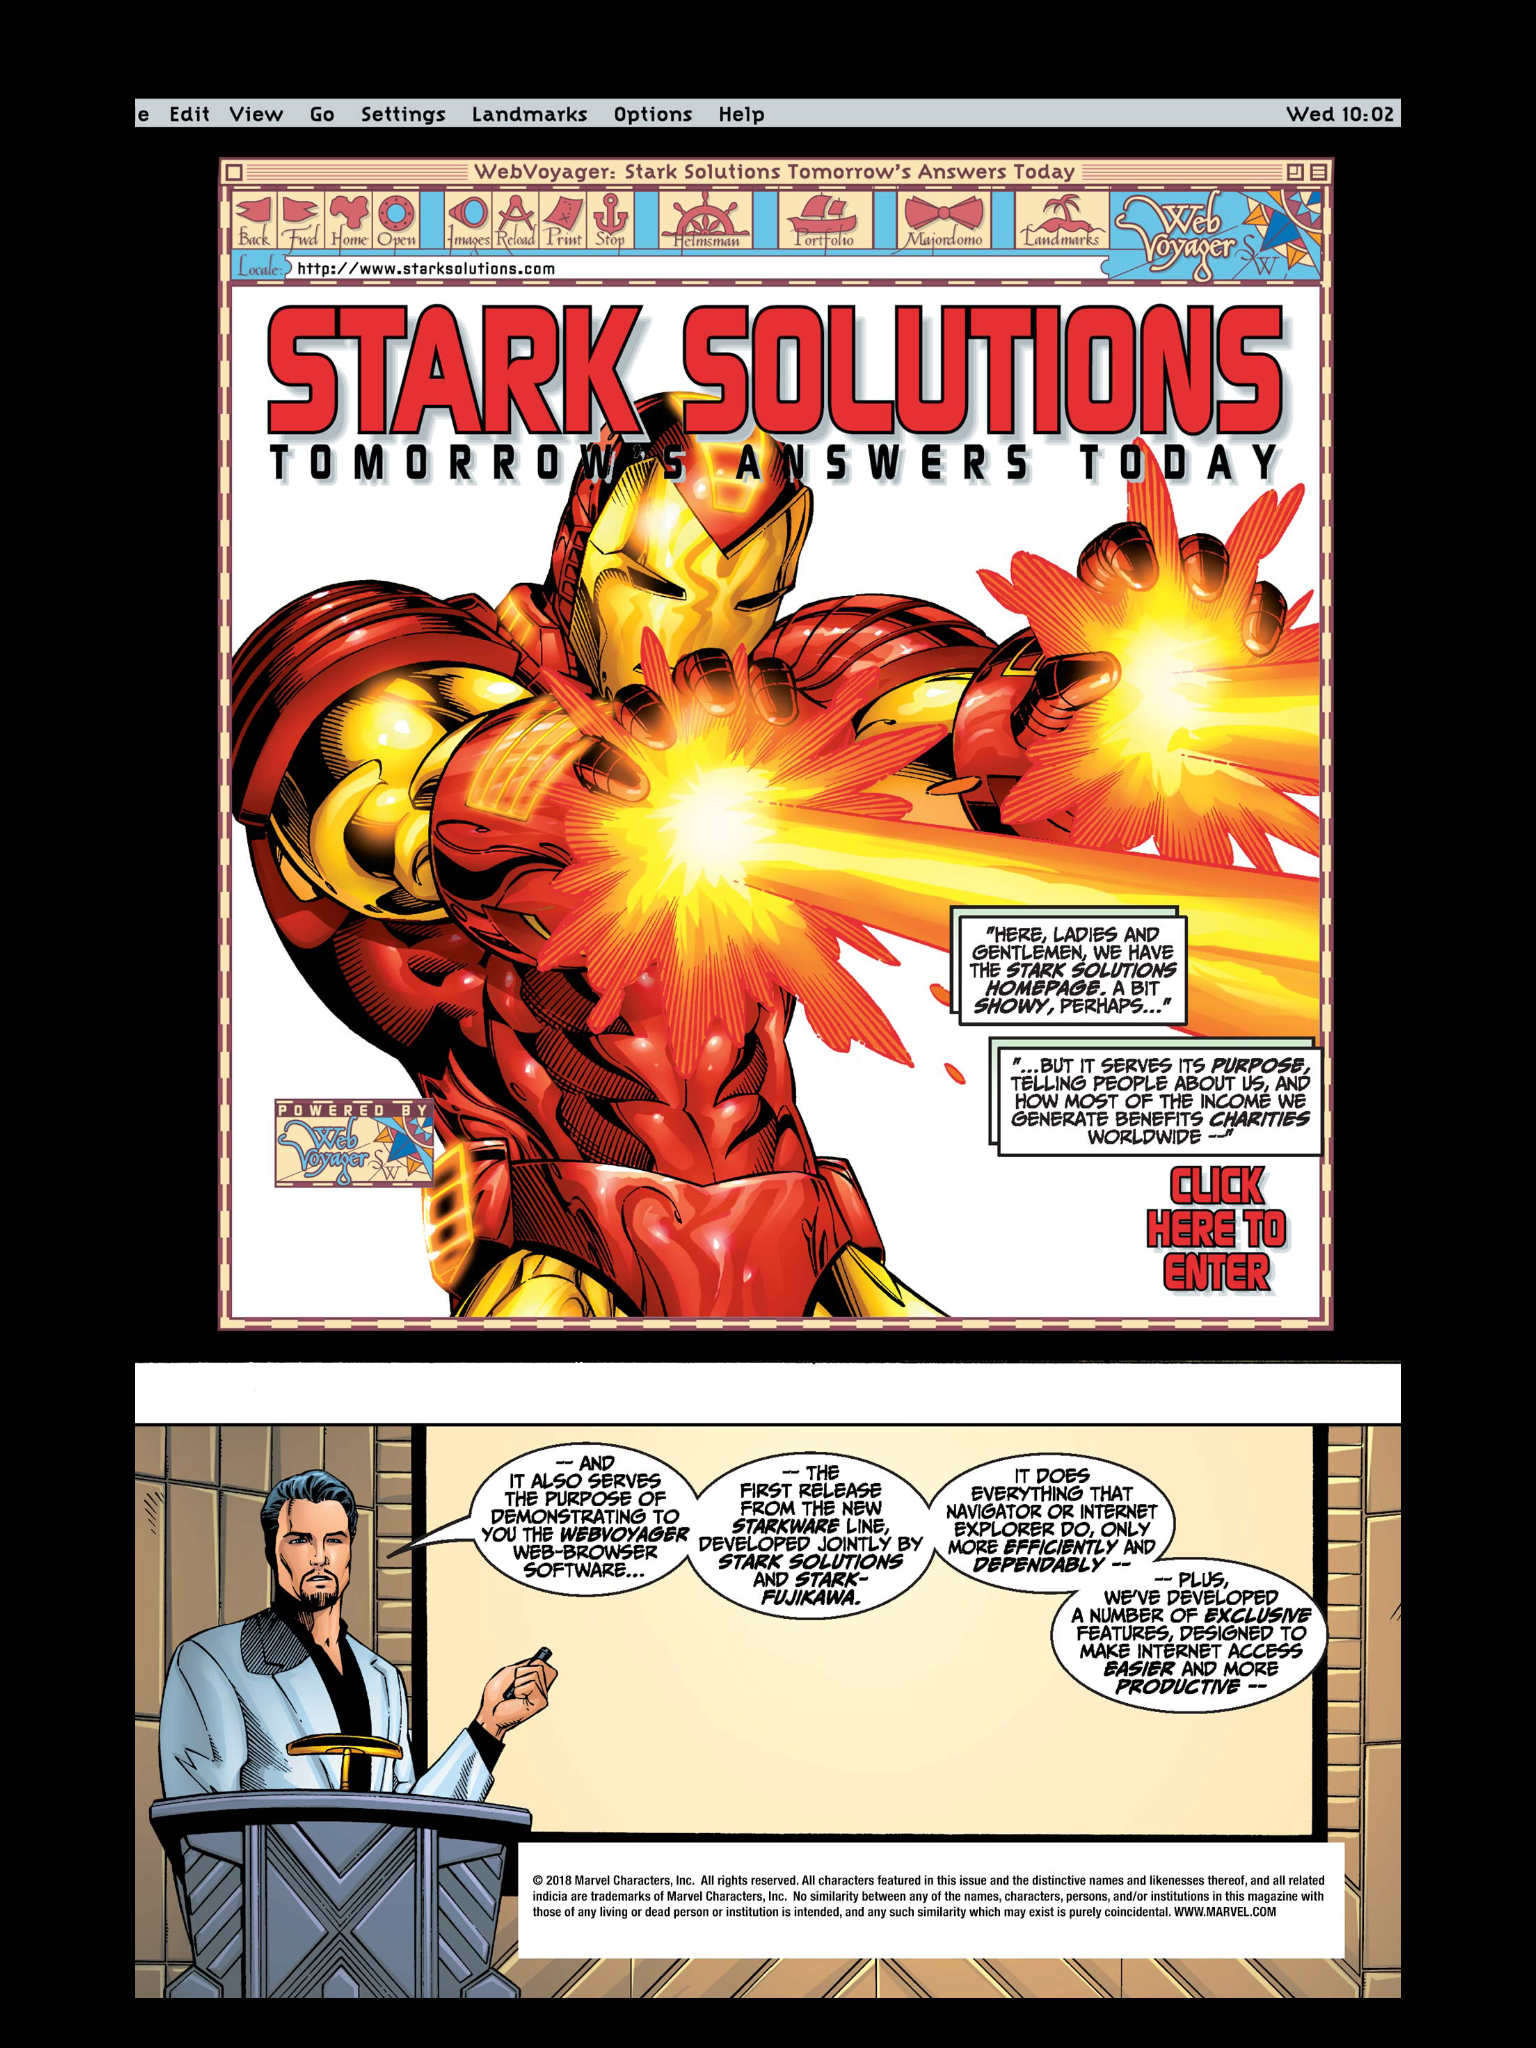 e Edit View Go Settings Landmarks Options Help Wed 10:02
WebVoyager: Stark Solutions Tomorrow's Answers Today
Back Fwd Home Open Images Reload Print Stop Helmsman Portfolio Majordomo Landmarks
Web
Voyager SW
Locale: http://www.starksolutions.com
STARK SOLUTIONS
TOMORROW'S ANSWERS TODAY
"HERE, LADIES AND
GENTLEMEN, WE HAVE
THE STARK SOLUTIONS
HOMEPAGE. A BIT
SHOWY, PERHAPS..."
"...BUT IT SERVES ITS PURPOSE,
TELLING PEOPLE ABOUT US, AND
HOW MOST OF THE INCOME WE
GENERATE BENEFITS CHARITIES
WORLDWIDE --"
POWERED BY
Web
Voyager SW
CLICK
HERE TO
ENTER
-- AND
IT ALSO SERVES
THE PURPOSE OF
DEMONSTRATING TO
YOU THE WEBVOYAGER
WEB-BROWSER
SOFTWARE...
-- THE
FIRST RELEASE
FROM THE NEW
STARKWARE LINE,
DEVELOPED JOINTLY BY
STARK SOLUTIONS
AND STARK-
FUJIKAWA.
IT DOES
EVERYTHING THAT
NAVIGATOR OR INTERNET
EXPLORER DO, ONLY
MORE EFFICIENTLY AND
DEPENDABLY --
-- PLUS,
WE'VE DEVELOPED
A NUMBER OF EXCLUSIVE
FEATURES, DESIGNED TO
MAKE INTERNET ACCESS
EASIER AND MORE
PRODUCTIVE --
© 2018 Marvel Characters, Inc. All rights reserved. All characters featured in this issue and the distinctive names and likenesses thereof, and all related
indicia are trademarks of Marvel Characters, Inc. No similarity between any of the names, characters, persons, and/or institutions in this magazine with
those of any living or dead person or institution is intended, and any such similarity which may exist is purely coincidental. WWW.MARVEL.COM